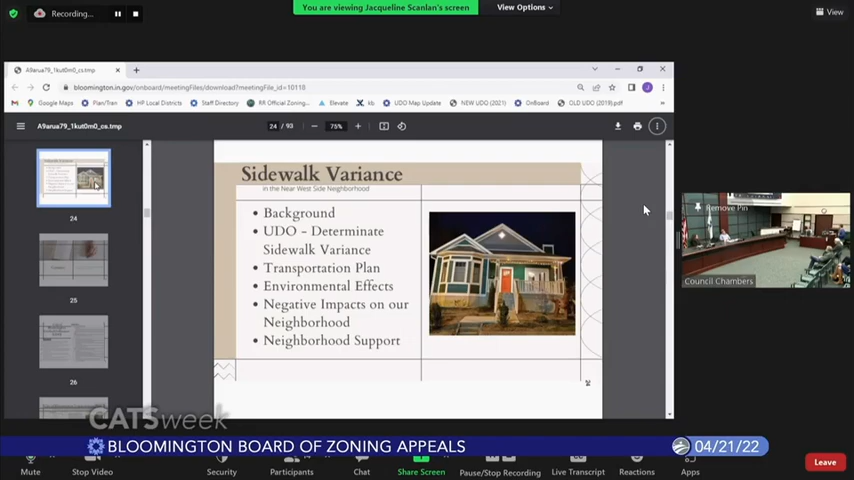 Recording...
You are viewing Jacqueline Scanlan's screen
View Options
View
A9arua79_1kut0m0_cs.tmp
bloomington.in.gov/onboard/meetingFiles/download?meetingFile_id=10118
Google Maps
Plan/Tran
HP Local Districts
Staff Directory
RR Official Zoning...
Elevate
kb
UDO Map Update
NEW UDO (2021)
OnBoard
OLD UDO (2019).pdf
A9arua79_1kut0m0_cs.tmp
24 / 93
75%
24
25
26
Sidewalk Variance
in the Near West Side Neighborhood
• Background
• UDO - Determinate
Sidewalk Variance
• Transportation Plan
• Environmental Effects
• Negative Impacts on our
Neighborhood
• Neighborhood Support
Remove Pin
Council Chambers
CATSweek
BLOOMINGTON BOARD OF ZONING APPEALS
04/21/22
Mute
Stop Video
Security
Participants
Chat
Share Screen
Pause/Stop Recording
Live Transcript
Reactions
Apps
Leave